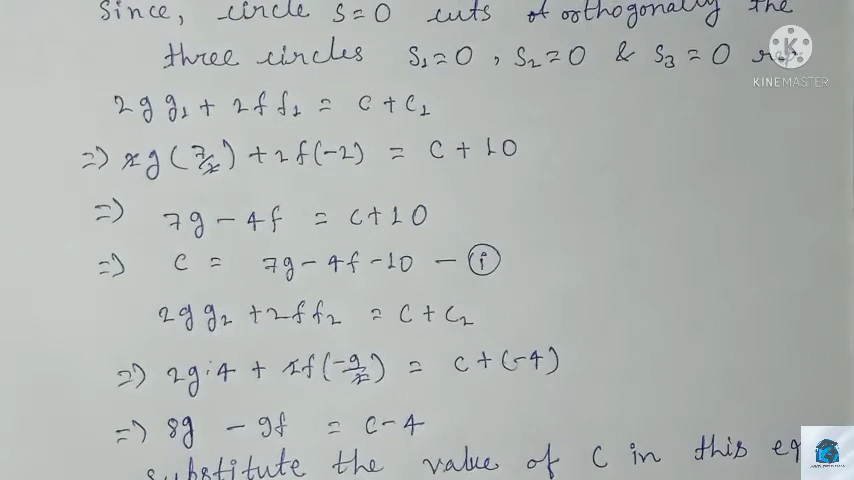 Since, circle S=0 cuts orthogonally the
three circles S₁=0, S₂=0 & S₃=0
K
KINEMASTER
2gg₁ + 2ff₁ = c + c₁
=) 2g(7/2) + 2f(-2) = c + 10
=) 7g - 4f = c + 10
=) c = 7g - 4f - 10 - (i)
2gg₂ + 2ff₂ = c + c₂
=) 2g·4 + 2f(-9/2) = c + (-4)
=) 8g - 9f = c - 4
substitute the value of c in this